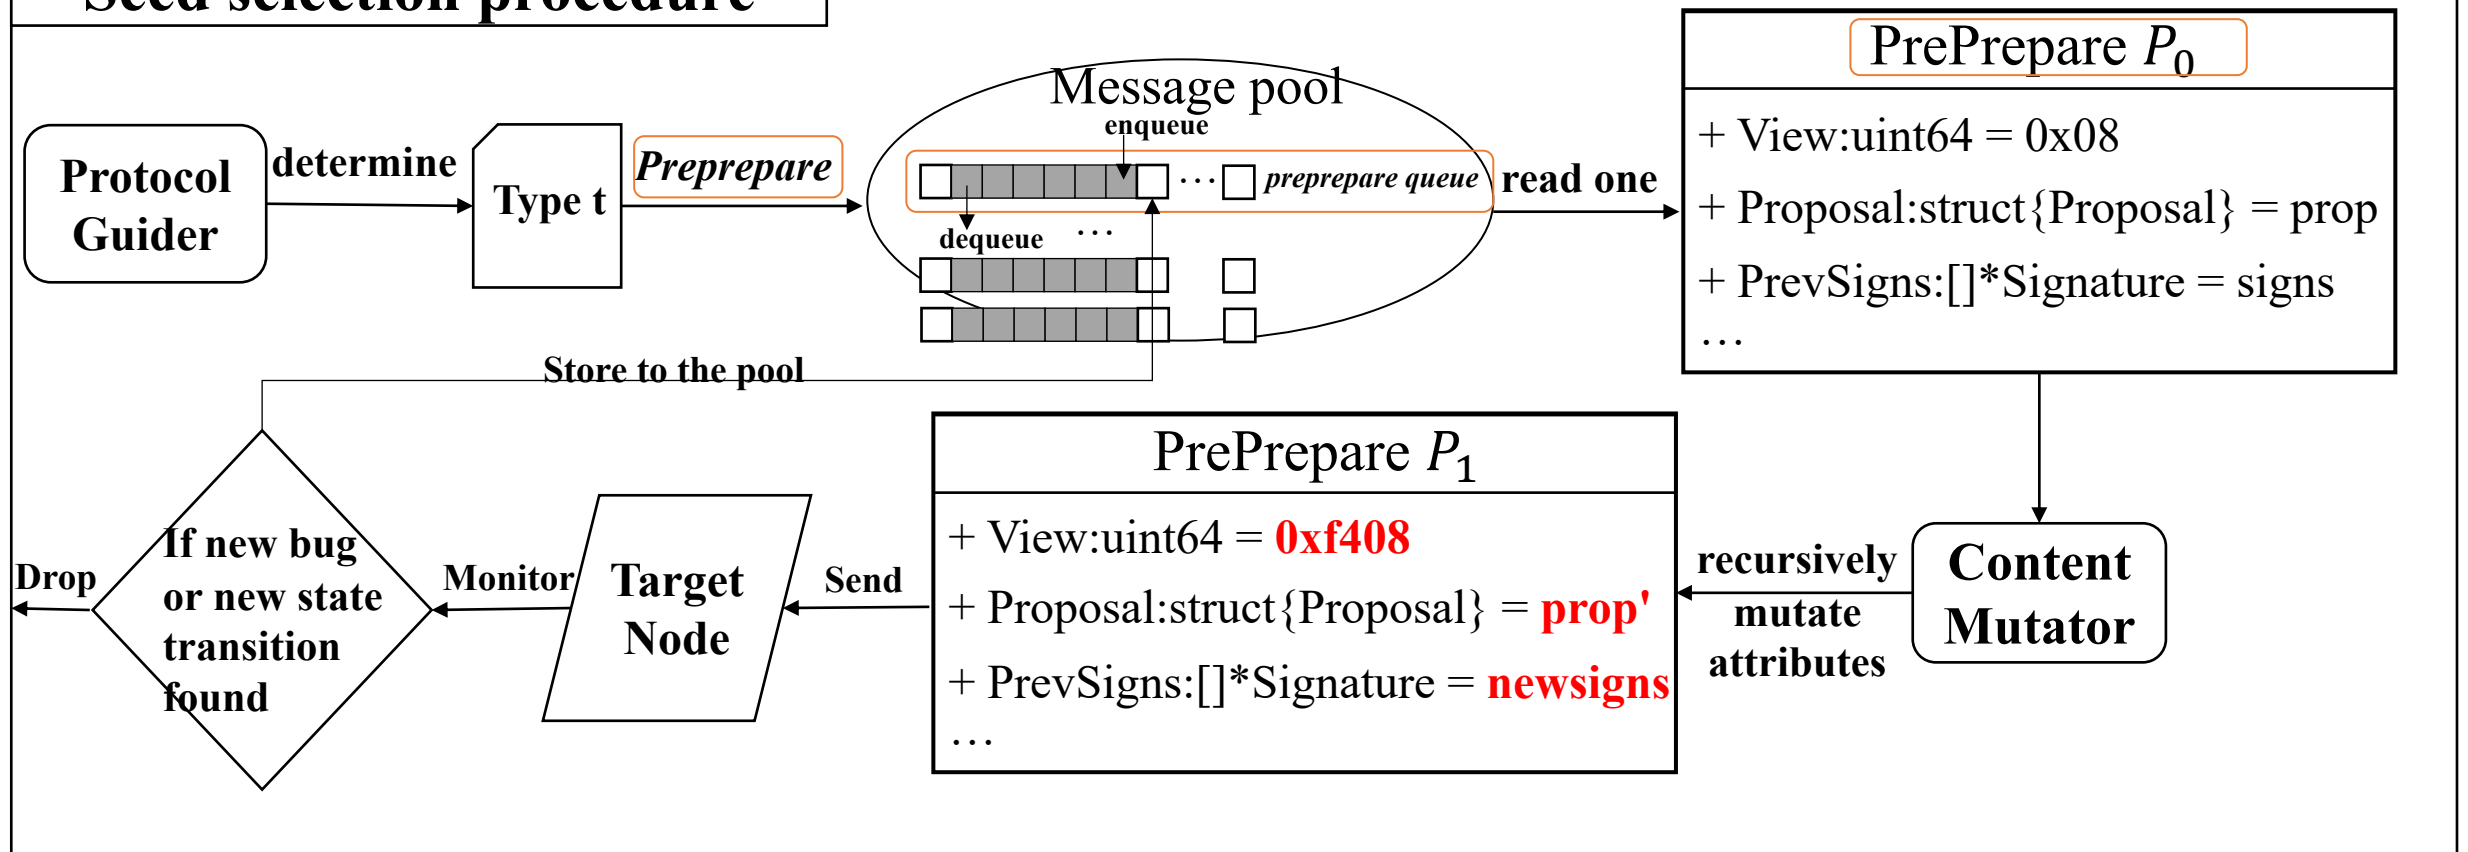 Seed selection procedure
Protocol
Guider
determine
Type t
Preprepare
Message pool
enqueue
… preprepare queue
dequeue …
read one
PrePrepare P₀
+ View:uint64 = 0x08
+ Proposal:struct{Proposal} = prop
+ PrevSigns:[]*Signature = signs
…
Store to the pool
Content
Mutator
recursively
mutate
attributes
PrePrepare P₁
+ View:uint64 = 0xf408
+ Proposal:struct{Proposal} = prop'
+ PrevSigns:[]*Signature = newsigns
…
Send
Target
Node
Monitor
If new bug
or new state
transition
found
Drop